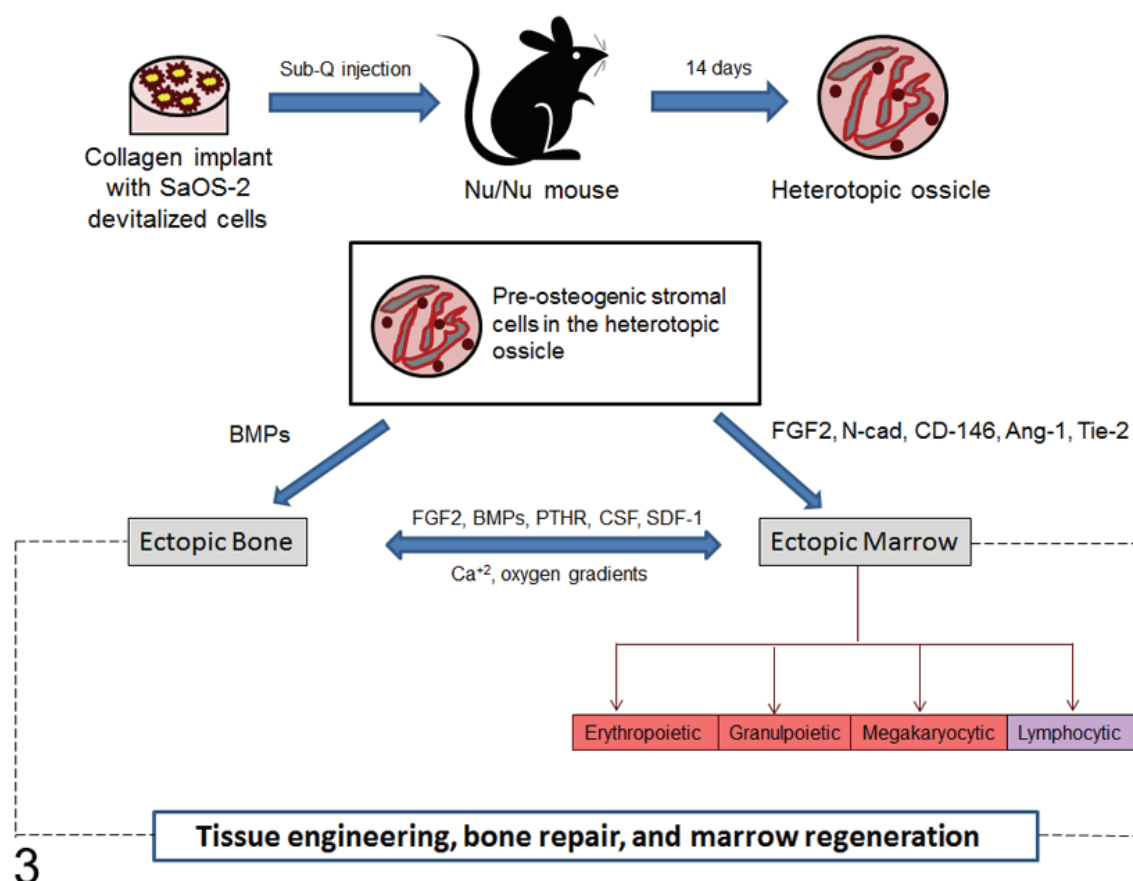 Sub-Q injection
14 days
Collagen implant
with SaOS-2
devitalized cells
Nu/Nu mouse
Heterotopic ossicle
Pre-osteogenic stromal
cells in the heterotopic
ossicle
BMPs
FGF2, N-cad, CD-146, Ang-1, Tie-2
Ectopic Bone
FGF2, BMPs, PTHR, CSF, SDF-1
Ca⁺², oxygen gradients
Ectopic Marrow
Erythropoietic
Granulpoietic
Megakaryocytic
Lymphocytic
Tissue engineering, bone repair, and marrow regeneration
3